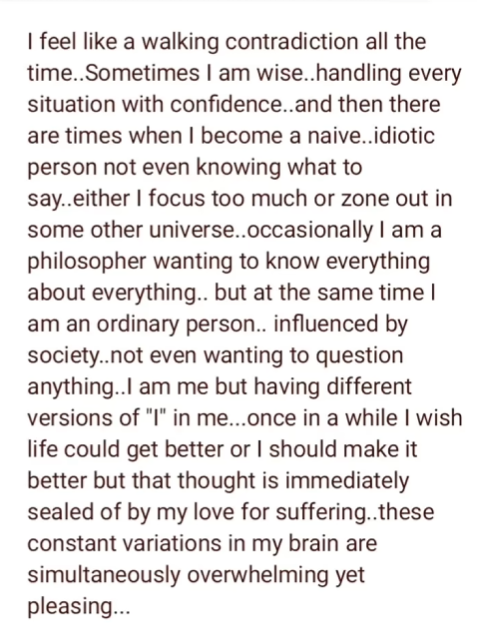 I feel like a walking contradiction all the
time..Sometimes I am wise..handling every
situation with confidence..and then there
are times when I become a naive..idiotic
person not even knowing what to
say..either I focus too much or zone out in
some other universe..occasionally I am a
philosopher wanting to know everything
about everything.. but at the same time I
am an ordinary person.. influenced by
society..not even wanting to question
anything..I am me but having different
versions of "I" in me...once in a while I wish
life could get better or I should make it
better but that thought is immediately
sealed of by my love for suffering..these
constant variations in my brain are
simultaneously overwhelming yet
pleasing...